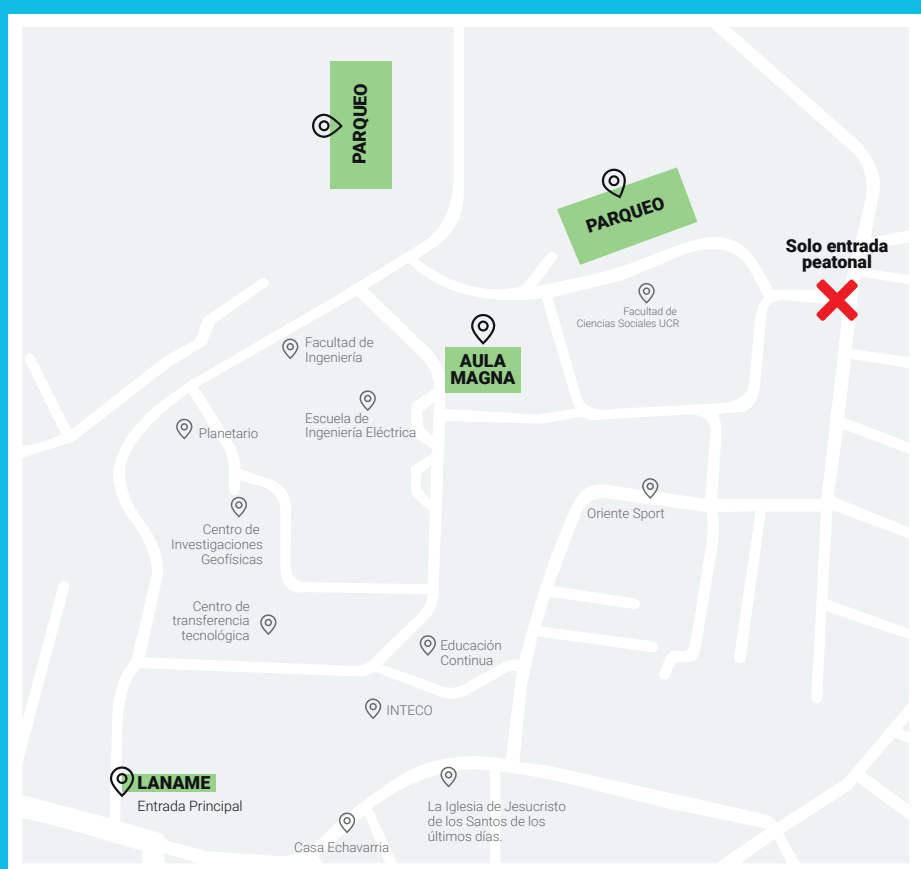 PARQUEO
PARQUEO
Solo entrada
peatonal
Facultad de
Ciencias Sociales UCR
Facultad de
Ingeniería
AULA
MAGNA
Escuela de
Ingeniería Eléctrica
Planetario
Oriente Sport
Centro de
Investigaciones
Geofísicas
Centro de
transferencia
tecnológica
Educación
Continua
INTECO
LANAME
Entrada Principal
La Iglesia de Jesucristo
de los Santos de los
últimos días.
Casa Echavarria